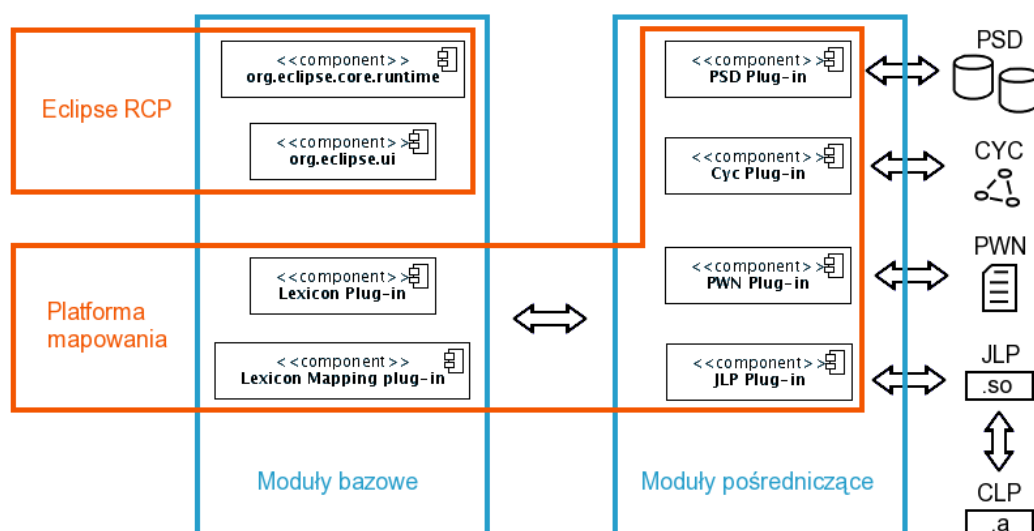 <<component>>
org.eclipse.core.runtime
<<component>>
PSD Plug-in
PSD
Eclipse RCP
<<component>>
org.eclipse.ui
<<component>>
Cyc Plug-in
CYC
<<component>>
Lexicon Plug-in
<<component>>
PWN Plug-in
PWN
Platforma
mapowania
<<component>>
Lexicon Mapping plug-in
<<component>>
JLP Plug-in
JLP
.so
Moduły bazowe
Moduły pośredniczące
CLP
.a